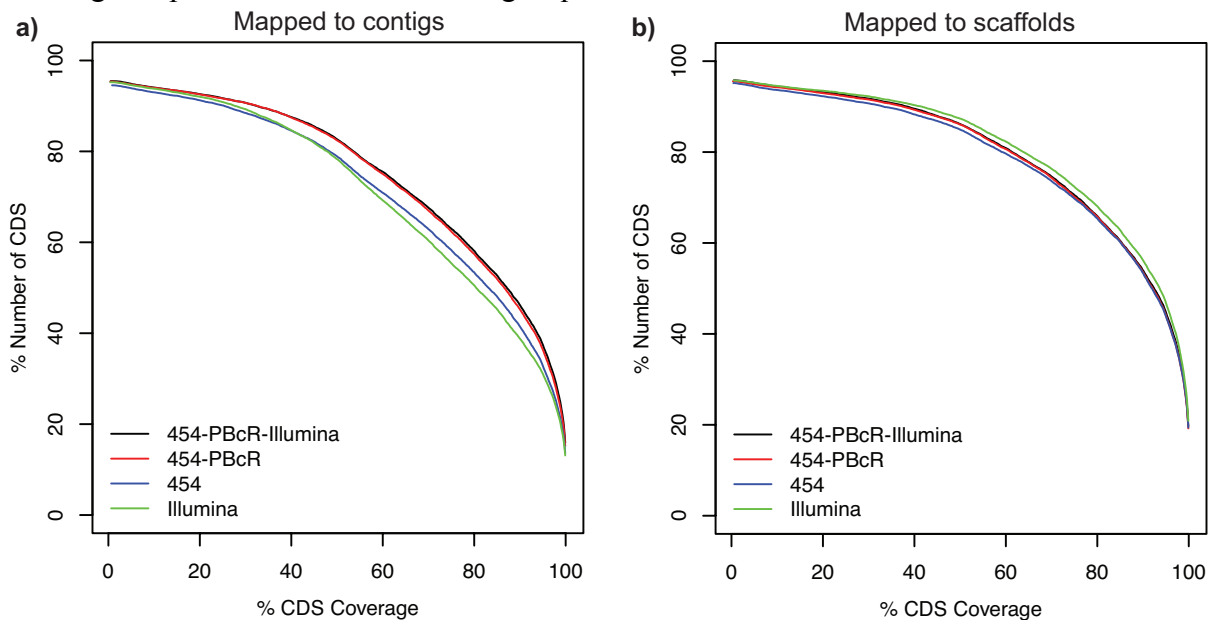 a)
Mapped to contigs
% Number of CDS
100
80
60
40
20
0
454-PBcR-Illumina
454-PBcR
454
Illumina
0 20 40 60 80 100
% CDS Coverage
b)
Mapped to scaffolds
% Number of CDS
100
80
60
40
20
0
454-PBcR-Illumina
454-PBcR
454
Illumina
0 20 40 60 80 100
% CDS Coverage